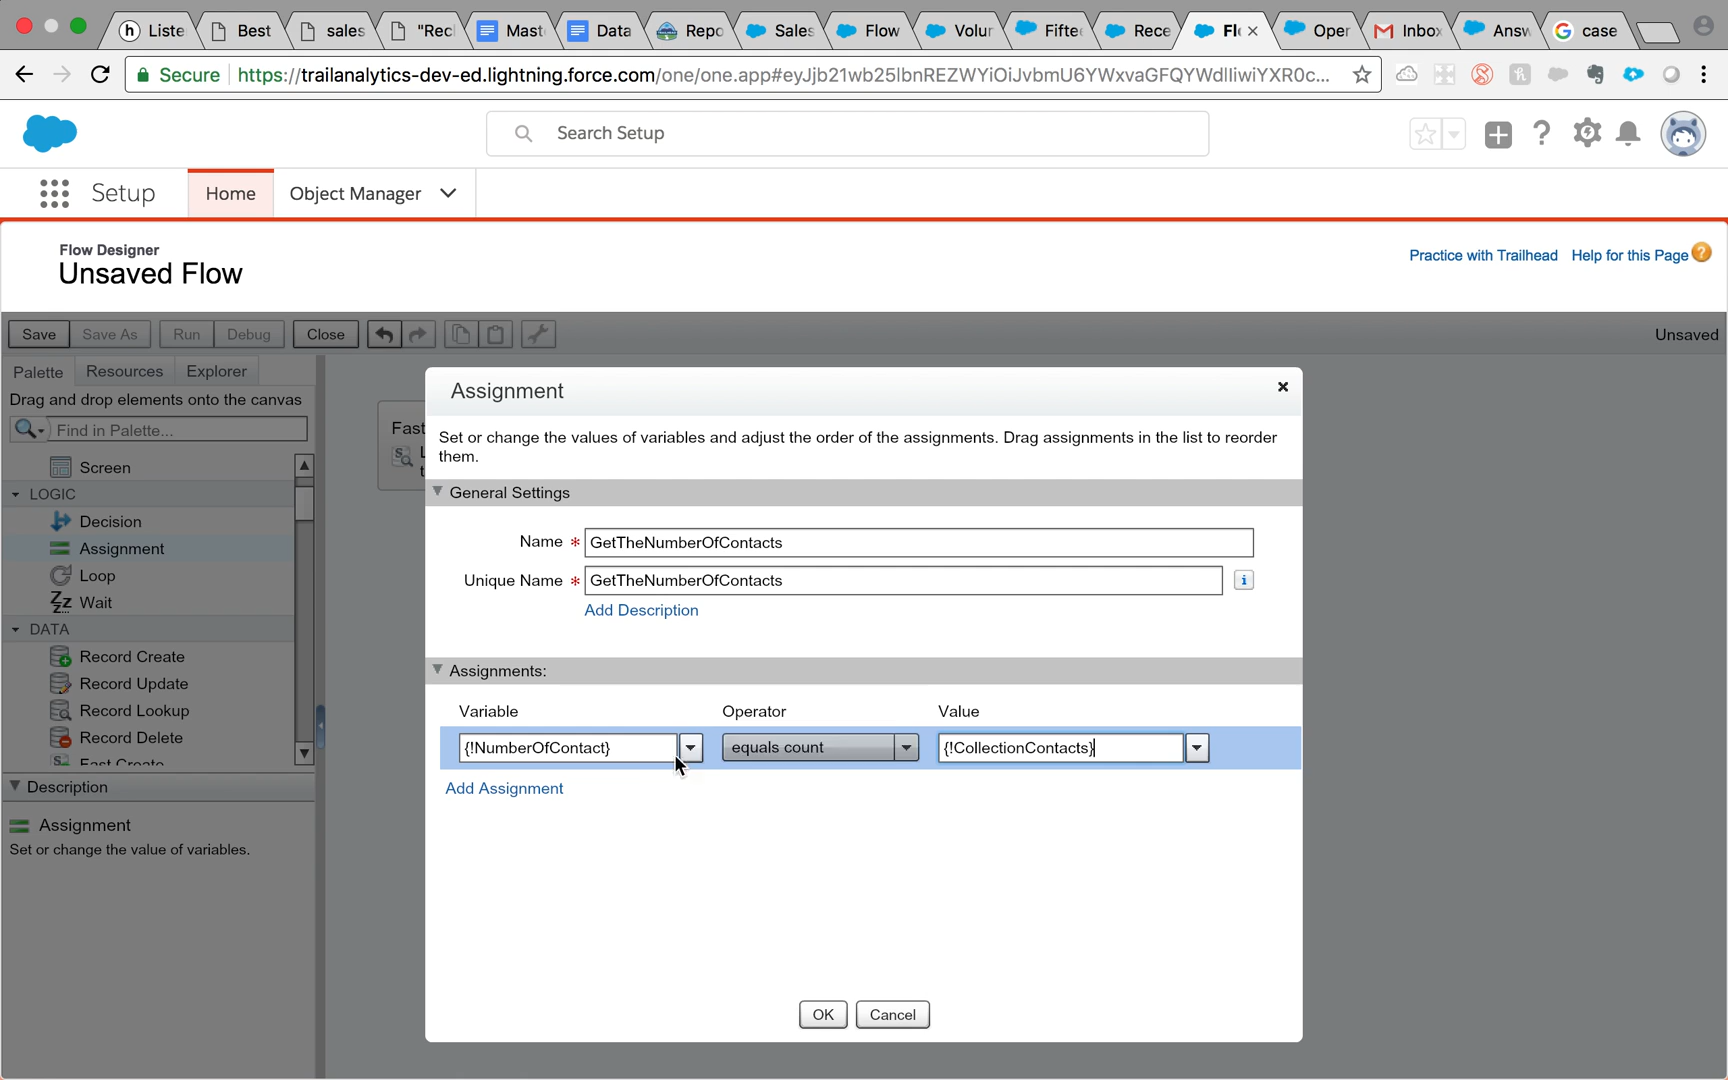 Liste
Best
sales
"Recl
Mast
Data
Repo
Sales
Flow
Volur
Fifte
Rece
Fl
Oper
Inbox
Answ
case
Secure
https://trailanalytics-dev-ed.lightning.force.com/one/one.app#eyJjb21wb25lbnREZWYiOiJvbmU6YWxvaGFQYWdlIiwiYXR0c...
Search Setup
Setup
Home
Object Manager
Flow Designer
Unsaved Flow
Practice with Trailhead
Help for this Page
Save
Save As
Run
Debug
Close
Unsaved
Palette
Resources
Explorer
Drag and drop elements onto the canvas
Find in Palette...
Screen
LOGIC
Decision
Assignment
Loop
Wait
DATA
Record Create
Record Update
Record Lookup
Record Delete
Fast Create
Description
Assignment
Set or change the value of variables.
Fast
Assignment
Set or change the values of variables and adjust the order of the assignments. Drag assignments in the list to reorder
them.
General Settings
Name * GetTheNumberOfContacts
Unique Name * GetTheNumberOfContacts
Add Description
Assignments:
Variable Operator Value
{!NumberOfContact} equals count {!CollectionContacts}
Add Assignment
OK
Cancel